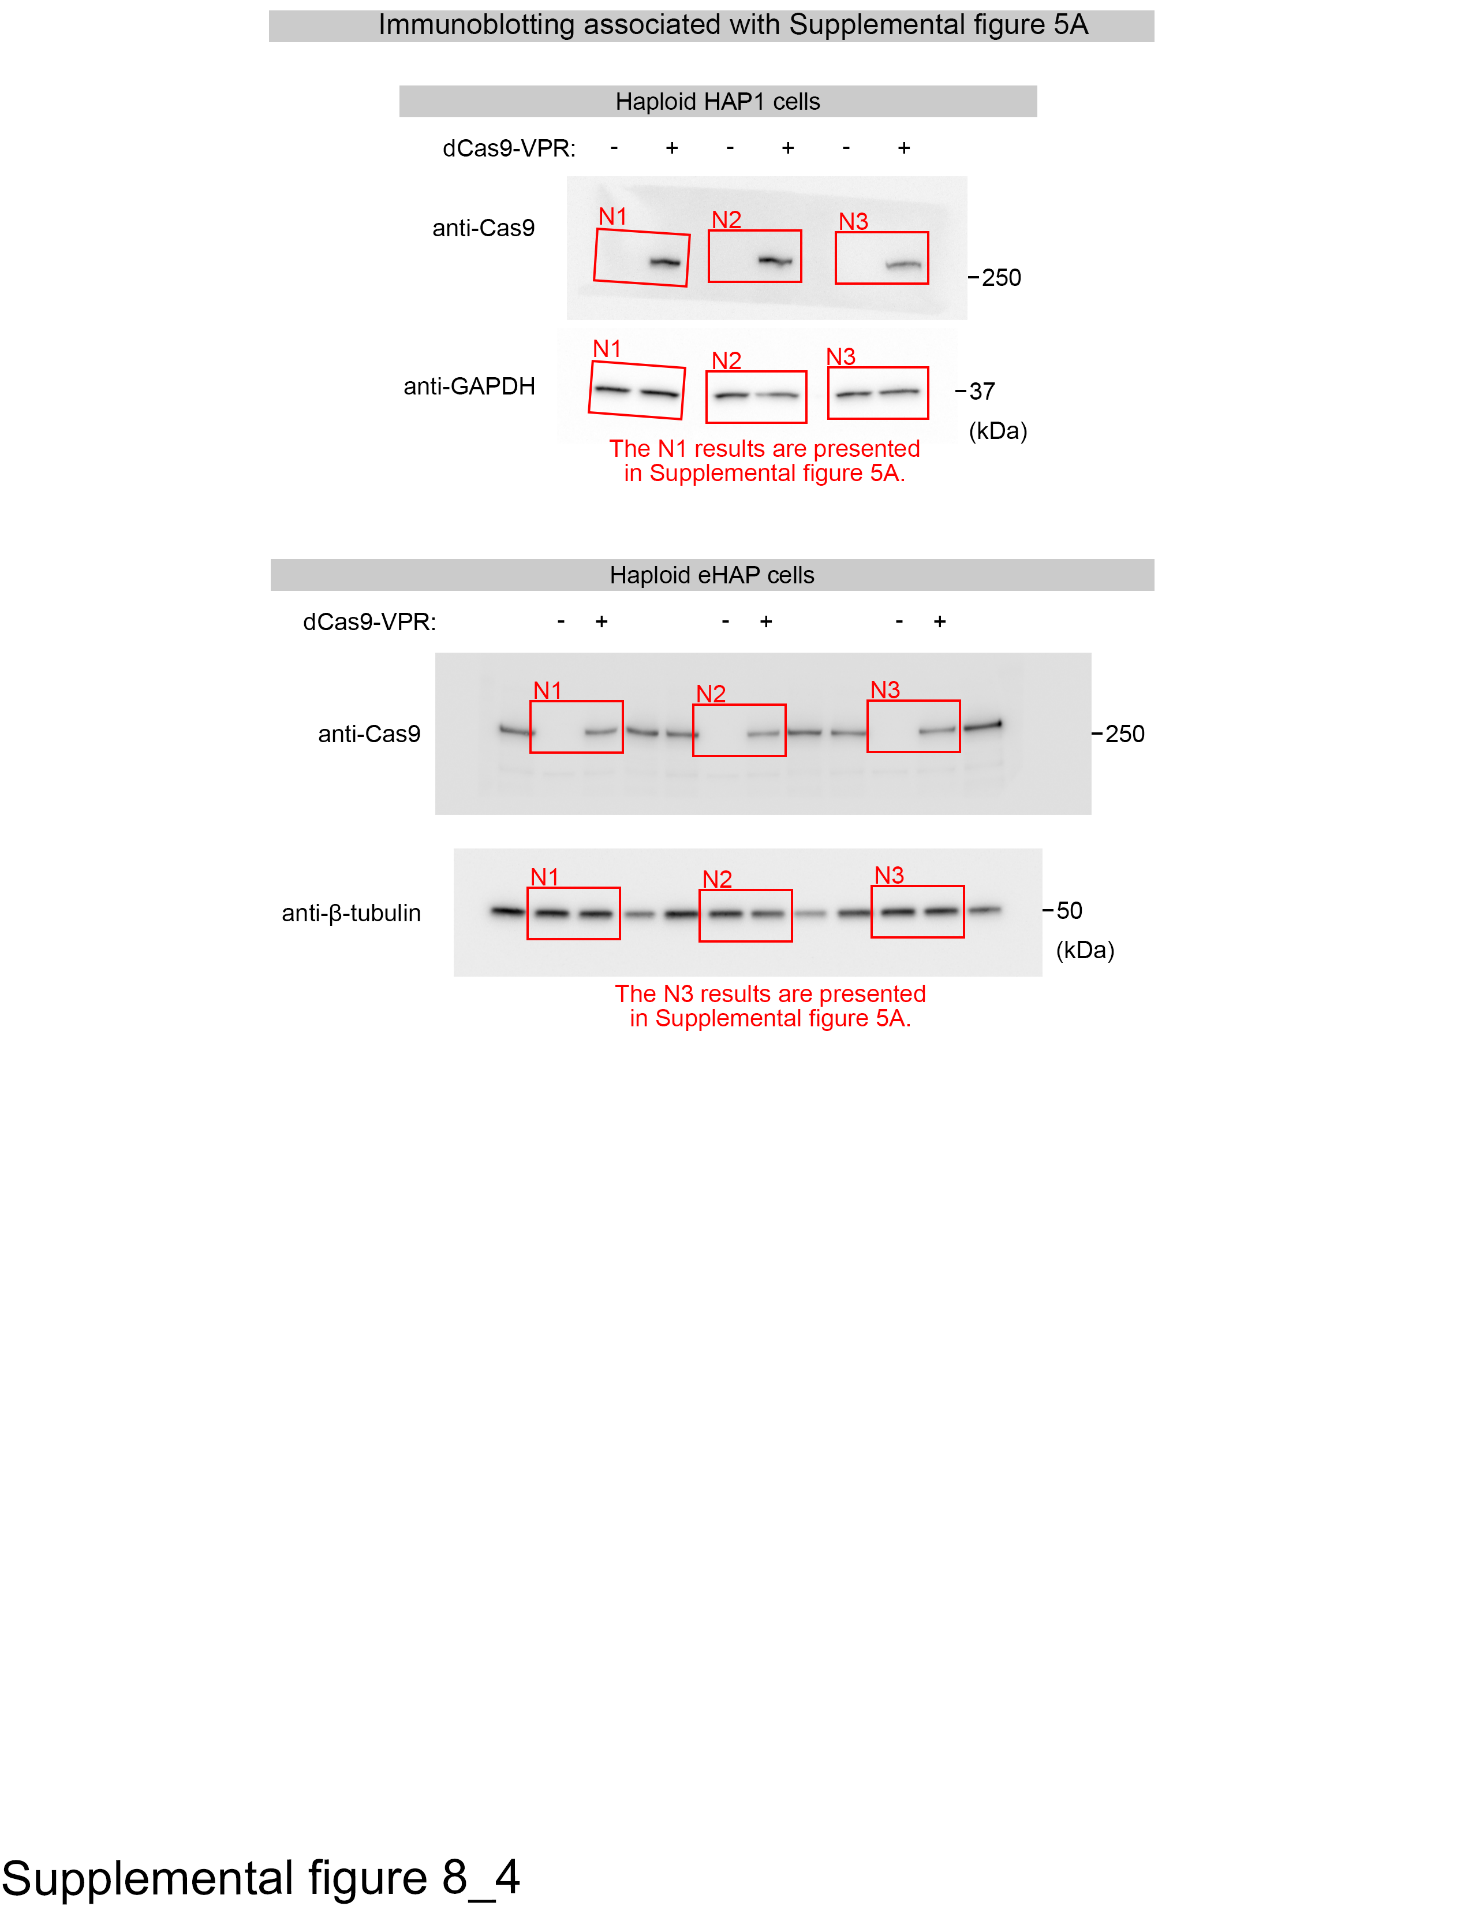 Immunoblotting associated with Supplemental figure 5A
Haploid HAP1 cells
dCas9-VPR: - + - + - +
anti-Cas9
N1 N2 N3
-250
anti-GAPDH
N1 N2 N3
-37
(kDa)
The N1 results are presented
in Supplemental figure 5A.
Haploid eHAP cells
dCas9-VPR: - + - + - +
anti-Cas9
N1 N2 N3
-250
anti-β-tubulin
N1 N2 N3
-50
(kDa)
The N3 results are presented
in Supplemental figure 5A.
Supplemental figure 8_4